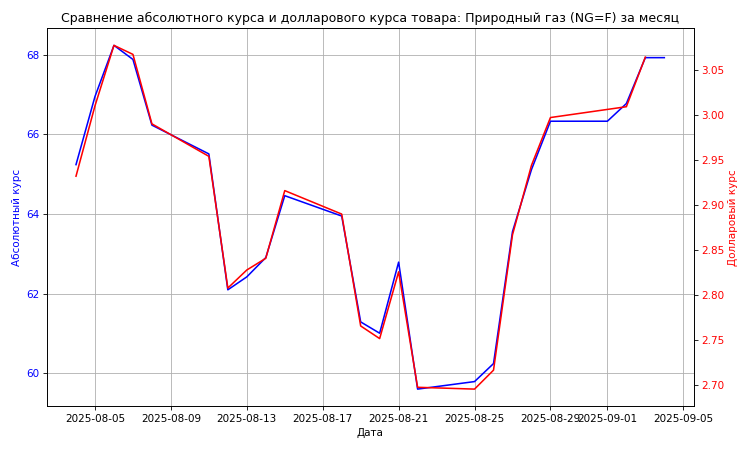 Сравнение абсолютного курса и долларового курса товара: Природный газ (NG=F) за месяц
68
66
64
62
60
Абсолютный курс
3.05
3.00
2.95
2.90
2.85
2.80
2.75
2.70
Долларовый курс
2025-08-05 2025-08-09 2025-08-13 2025-08-17 2025-08-21 2025-08-25 2025-08-29 2025-09-01 2025-09-05
Дата